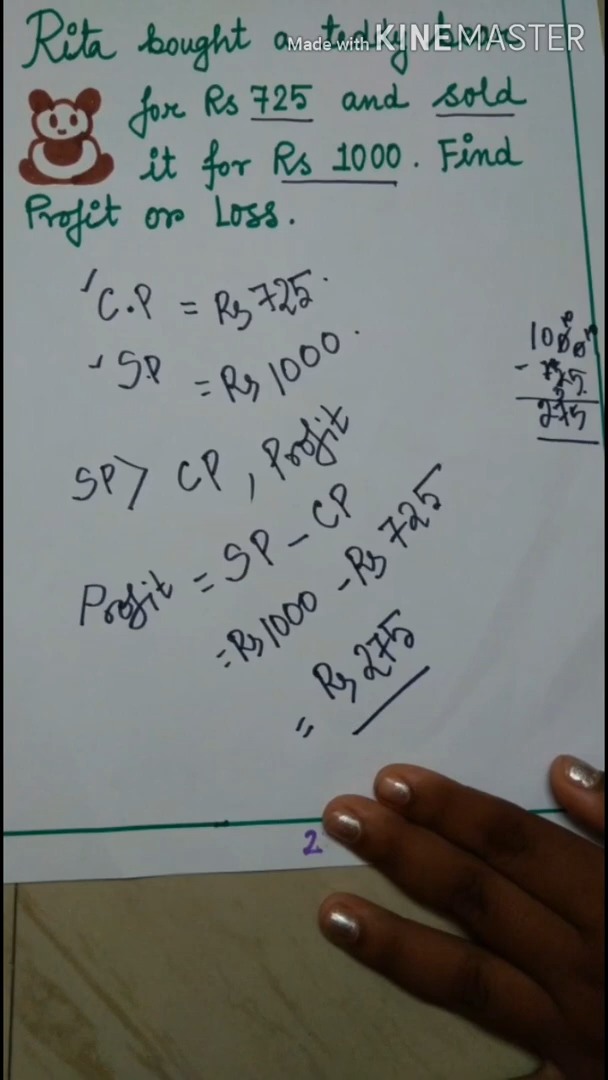 Rita bought a teddy bear
Made with KINEMASTER
for Rs 725 and sold
it for Rs 1000. Find
Profit or Loss.
C.P = Rs 725.
S.P = Rs 1000.
SP > CP, Profit
Profit = SP - CP
= Rs 1000 - Rs 725
= Rs 275
1000
- 725
275
2